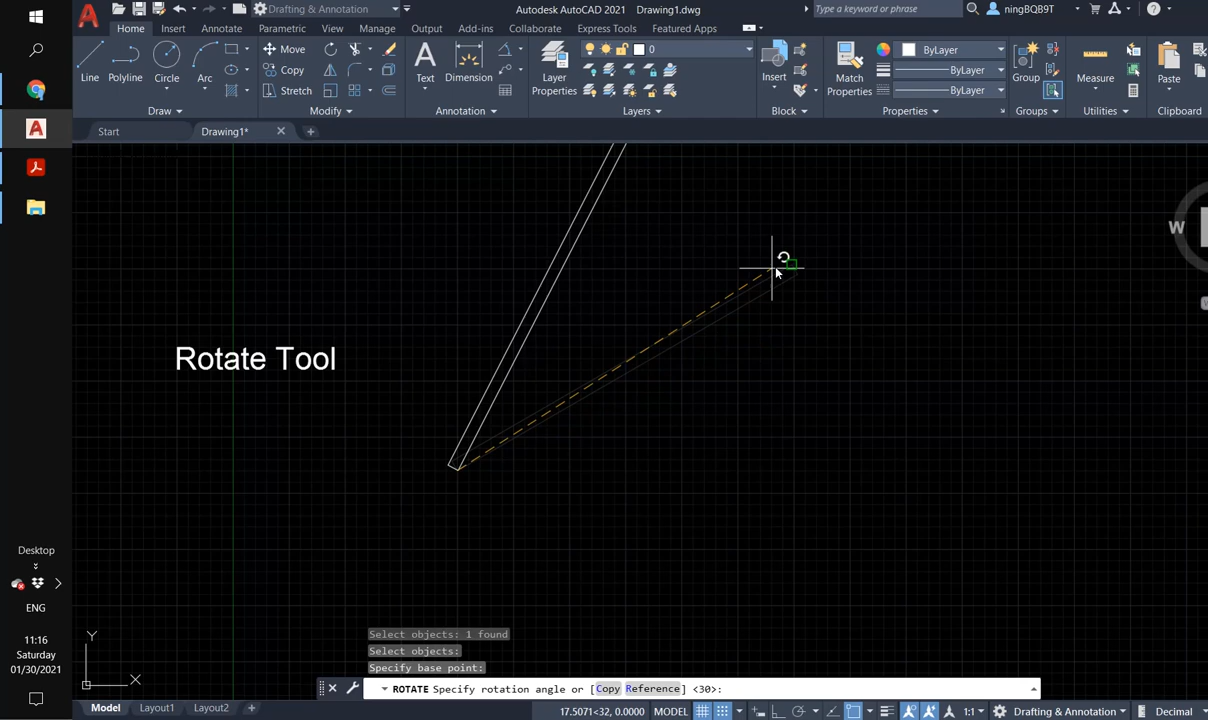 Drafting & Annotation
Autodesk AutoCAD 2021 Drawing1.dwg
Type a keyword or phrase
ningBQB9T
Home Insert Annotate Parametric View Manage Output Add-ins Collaborate Express Tools Featured Apps
Line Polyline Circle Arc
Move
Copy
Stretch
Text Dimension
Layer
Properties
0
Insert
Match
Properties
ByLayer
ByLayer
ByLayer
Group
Measure
Paste
Draw Modify Annotation Layers Block Properties Groups Utilities Clipboard
Start Drawing1*
W
Rotate Tool
Desktop
ENG
11:16
Saturday
01/30/2021
Y
X
Select objects: 1 found
Select objects:
Specify base point:
ROTATE Specify rotation angle or [Copy Reference] <30>:
Model Layout1 Layout2 +
17.5071<32, 0.0000 MODEL
1:1
Drafting & Annotation
Decimal